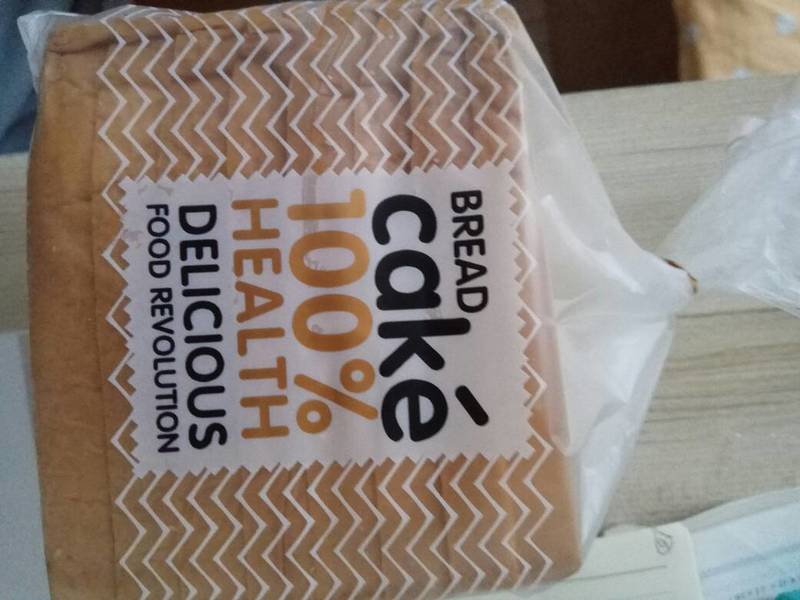 BREAD
caké
100%
HEALTH
DELICIOUS
FOOD REVOLUTION